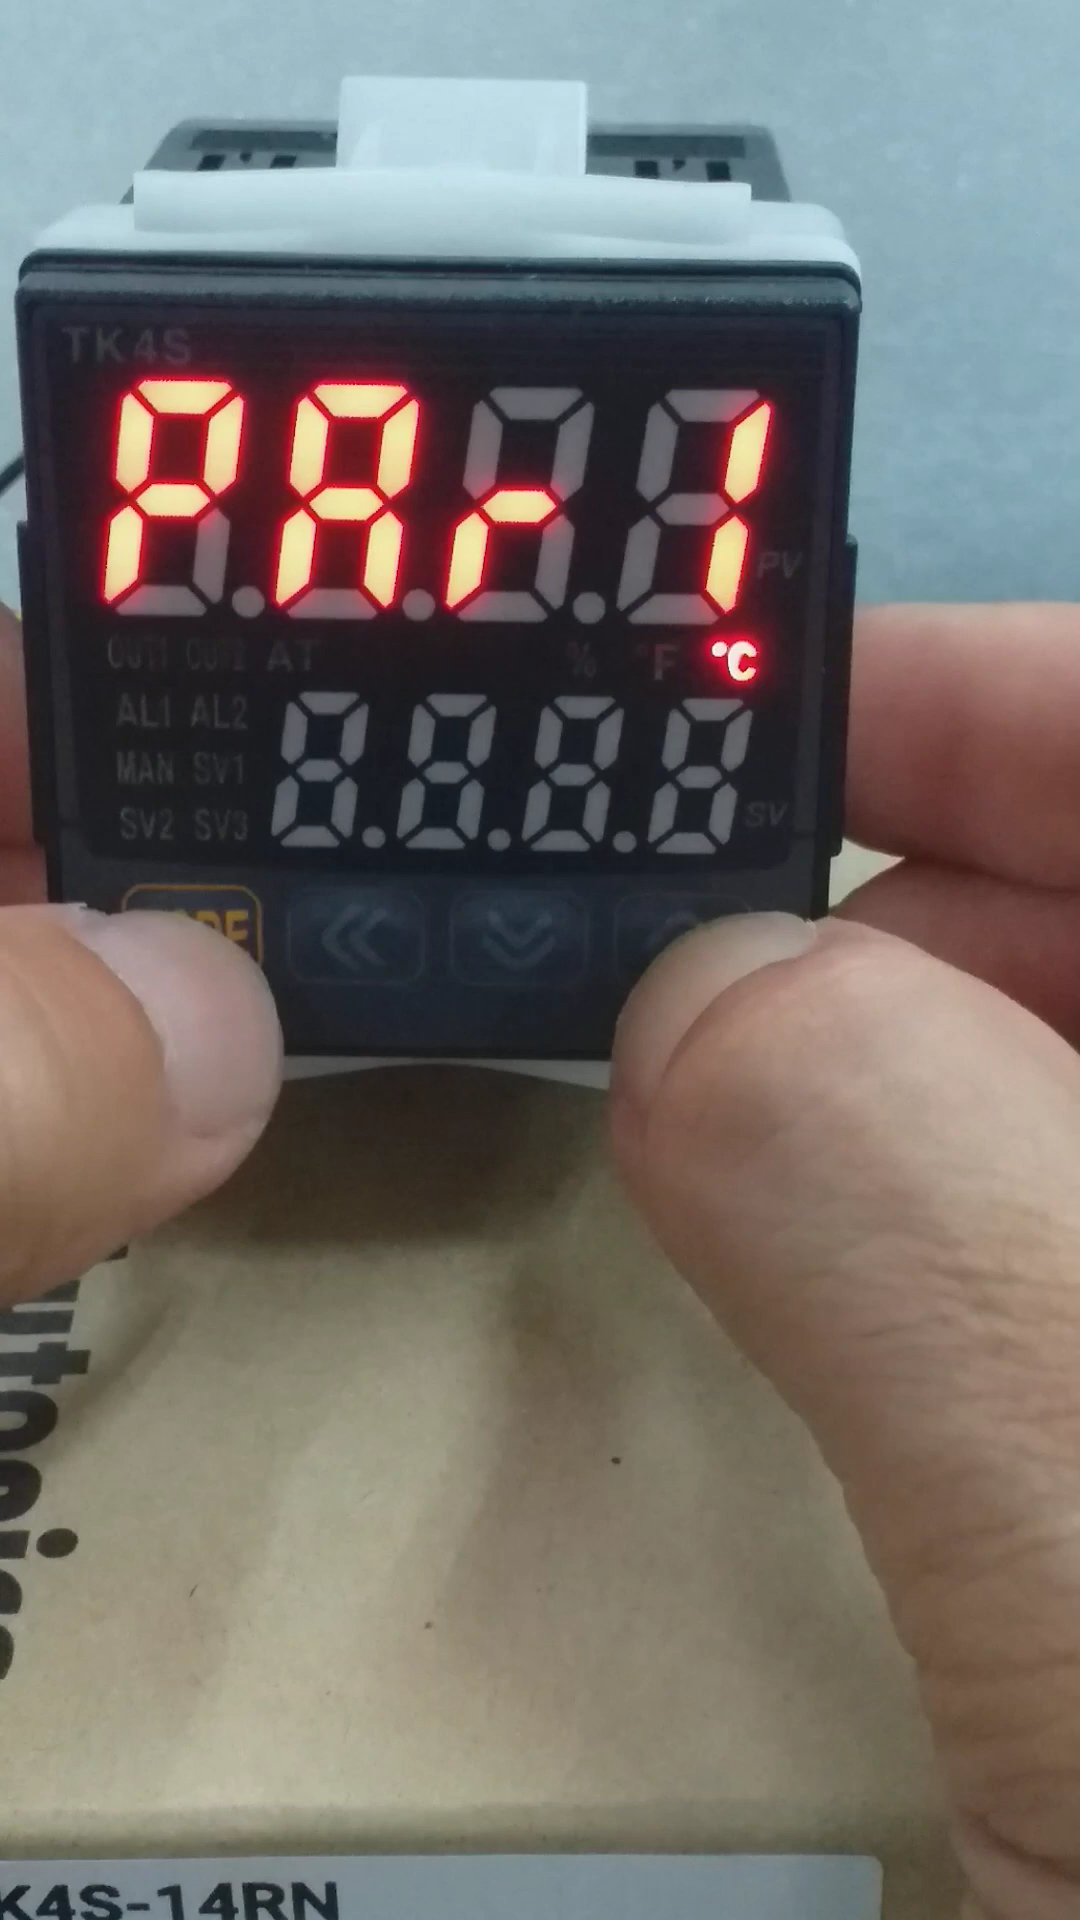 TK4S
PAr1
PV
OUT1 OUT2 AT % °F °C
AL1 AL2
MAN SV1
SV2 SV3
SV
K4S-14RN